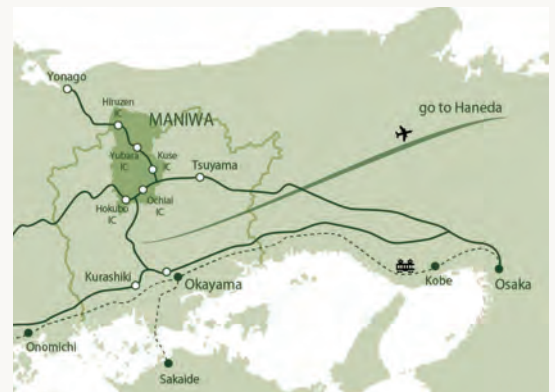 Yonago
Hiruzen
IC
MANIWA
go to Haneda
Yubara
IC
Kuse
IC
Tsuyama
Hokubo
IC
Ochiai
IC
Kurashiki
Okayama
Kobe
Osaka
Onomichi
Sakaide